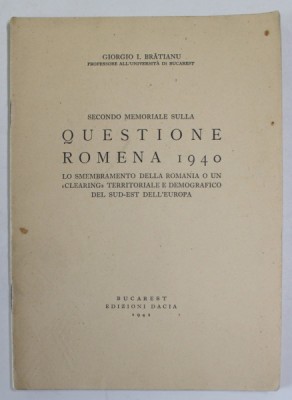 GIORGIO I. BRĂTIANU
PROFESSORE ALL'UNIVERSITÀ DI BUCAREST
SECONDO MEMORIALE SULLA
QUESTIONE
ROMENA 1940
LO SMEMBRAMENTO DELLA ROMANIA O UN
«CLEARING» TERRITORIALE E DEMOGRAFICO
DEL SUD-EST DELL'EUROPA
BUCAREST
EDIZIONI DACIA
1941